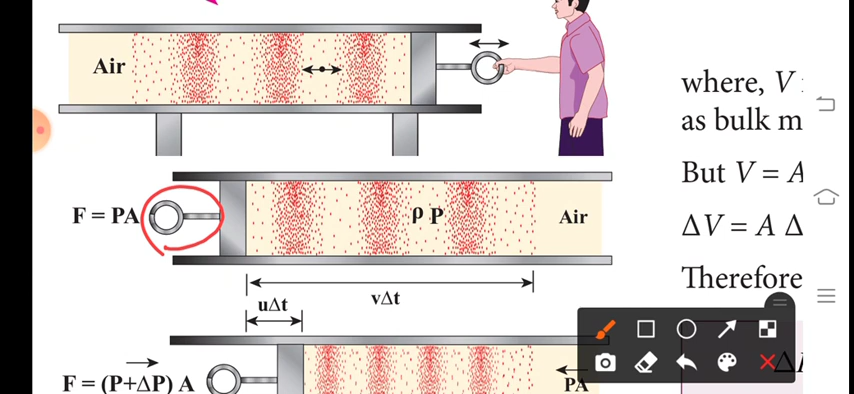 Air
where, V
as bulk m
F = PA
ρ P
Air
But V = A
ΔV = A Δ
vΔt
Therefore
uΔt
F = (P+ΔP) A
PA